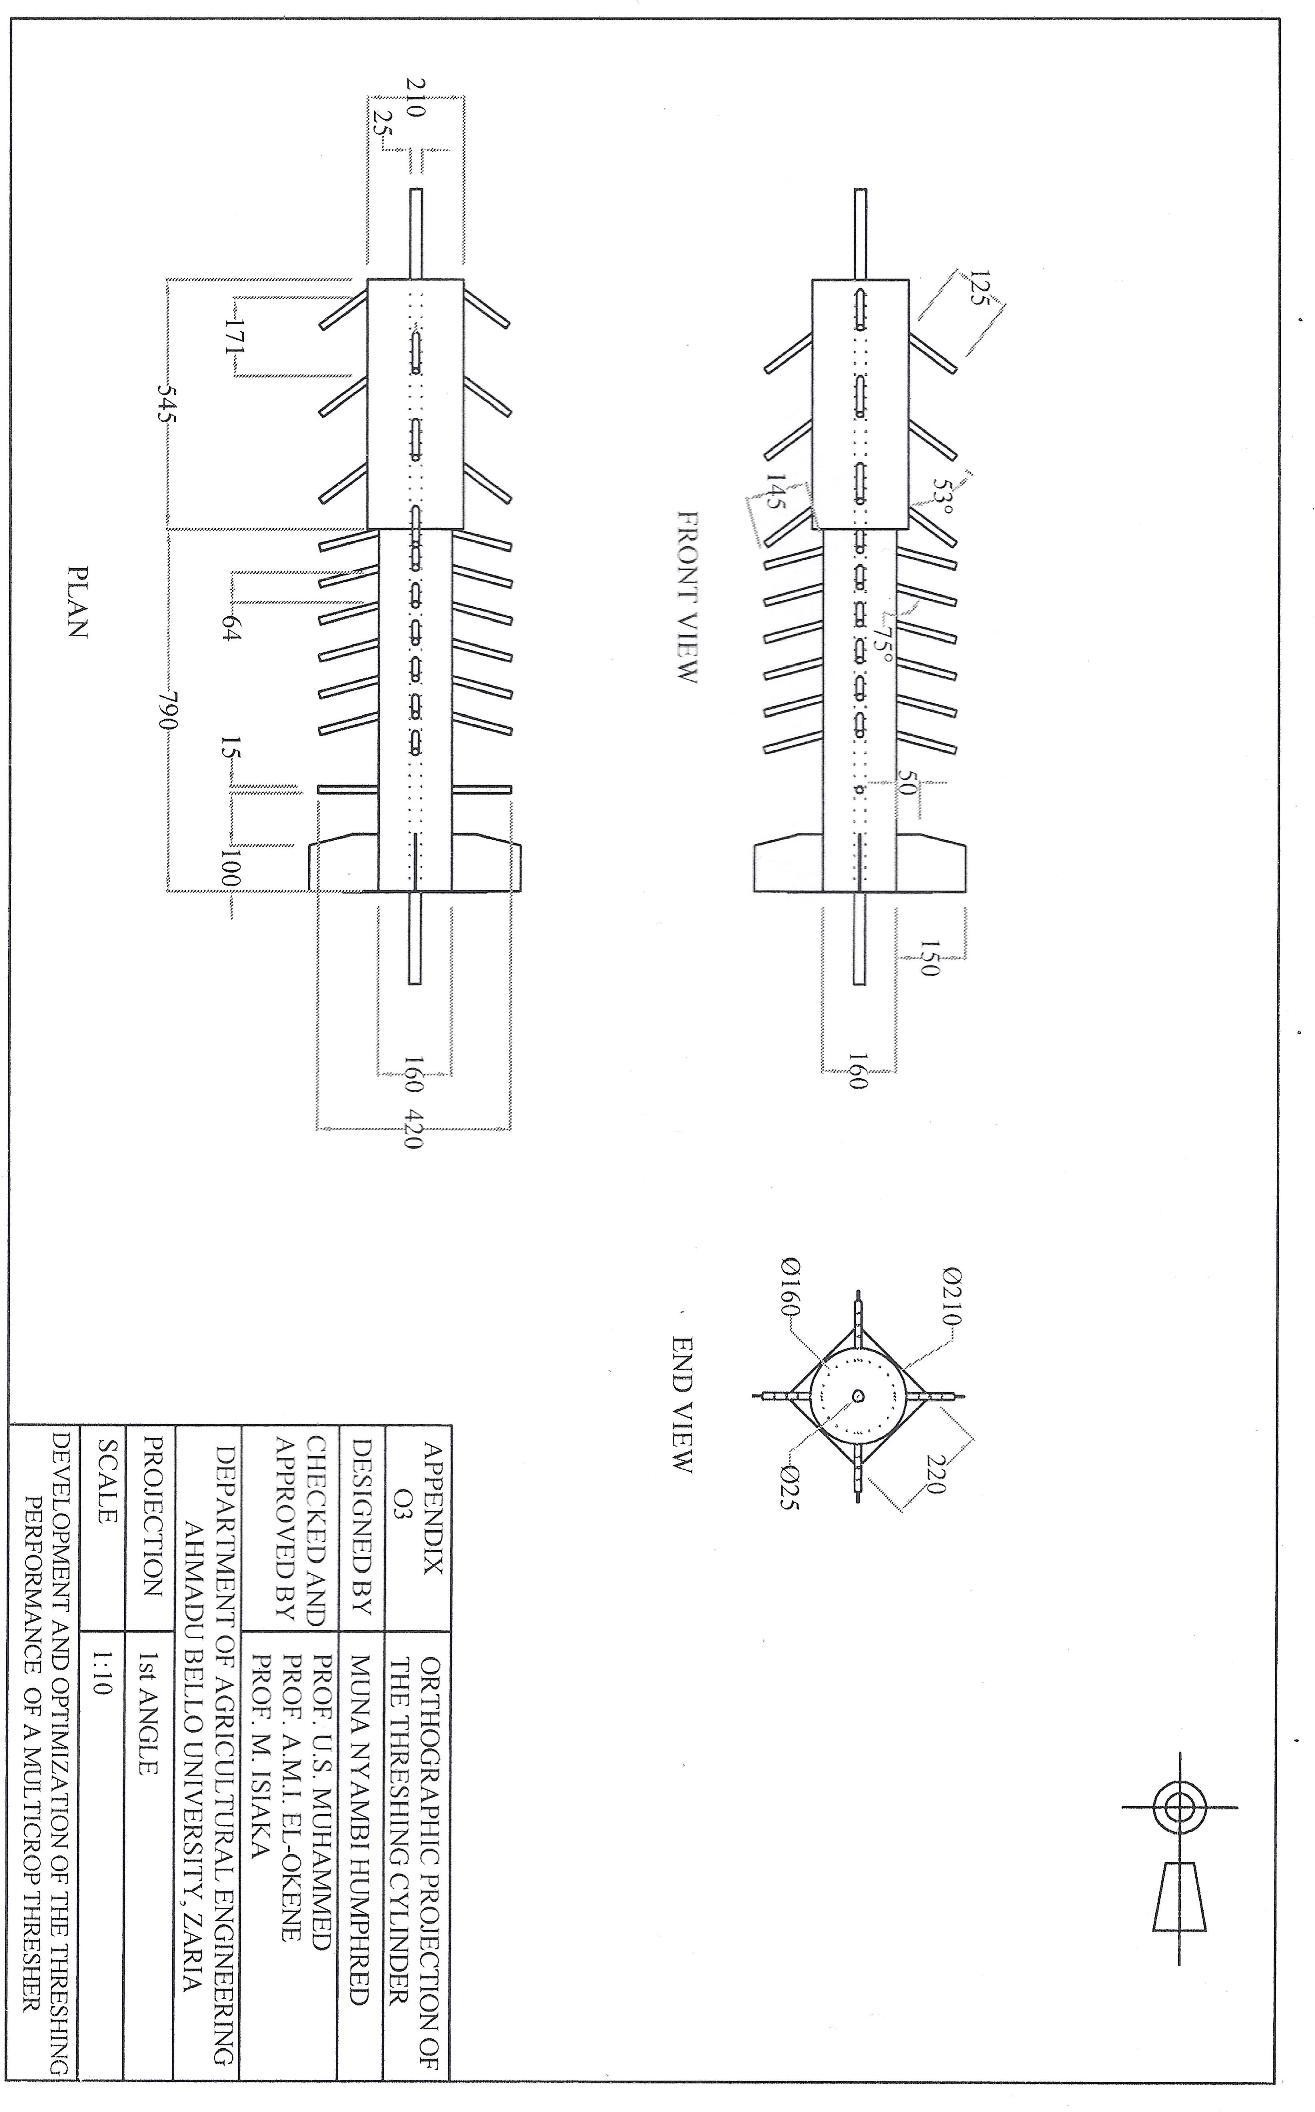 125
53°
145
75°
50
150
160
FRONT VIEW
Ø210
Ø160
Ø25
220
END VIEW
210
25
171
545
64
790
15
100
160
420
PLAN
APPENDIX
O3
ORTHOGRAPHIC PROJECTION OF
THE THRESHING CYLINDER
DESIGNED BY
MUNA NYAMBI HUMPHRED
CHECKED AND
APPROVED BY
PROF. U.S. MUHAMMED
PROF. A.M.I. EL-OKENE
PROF. M. ISIAKA
DEPARTMENT OF AGRICULTURAL ENGINEERING
AHMADU BELLO UNIVERSITY, ZARIA
PROJECTION
1st ANGLE
SCALE
1:10
DEVELOPMENT AND OPTIMIZATION OF THE THRESHING
PERFORMANCE OF A MULTICROP THRESHER